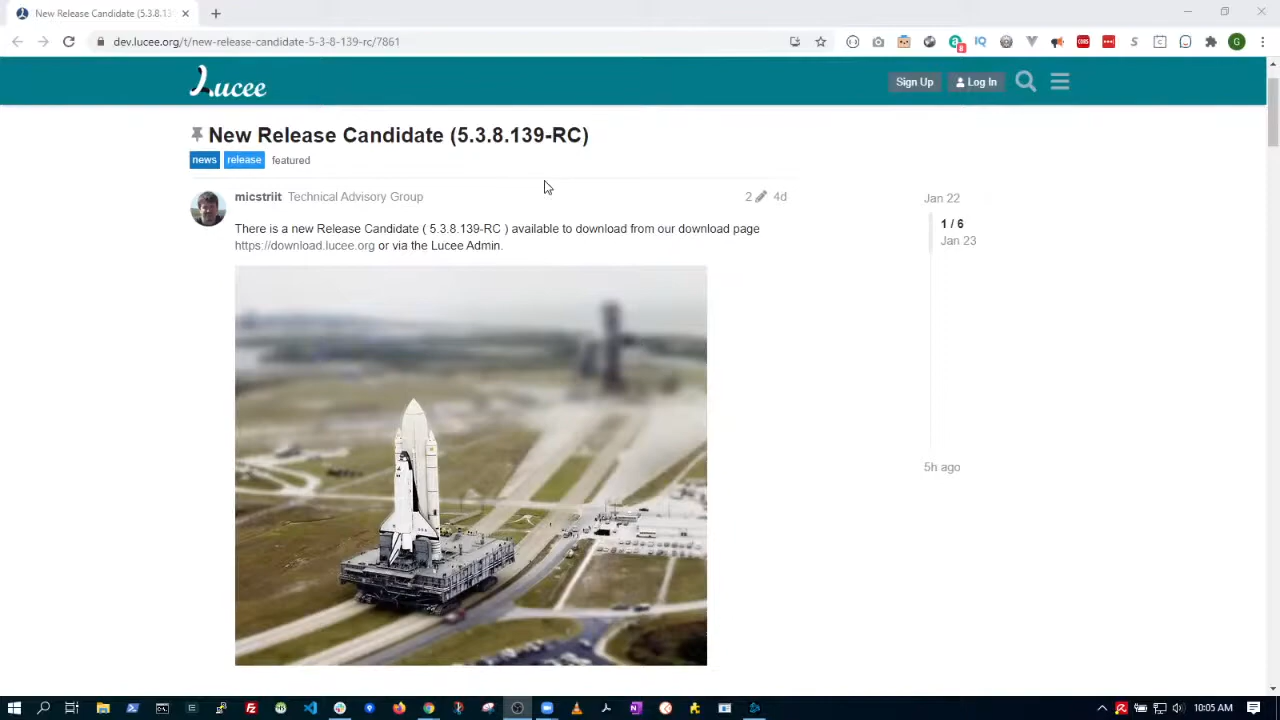 New Release Candidate (5.3.8.13
dev.lucee.org/t/new-release-candidate-5-3-8-139-rc/7861
Lucee
Sign Up
Log In
New Release Candidate (5.3.8.139-RC)
news release featured
micstriit Technical Advisory Group
2 4d
There is a new Release Candidate ( 5.3.8.139-RC ) available to download from our download page
https://download.lucee.org or via the Lucee Admin.
Jan 22
1 / 6
Jan 23
5h ago
10:05 AM